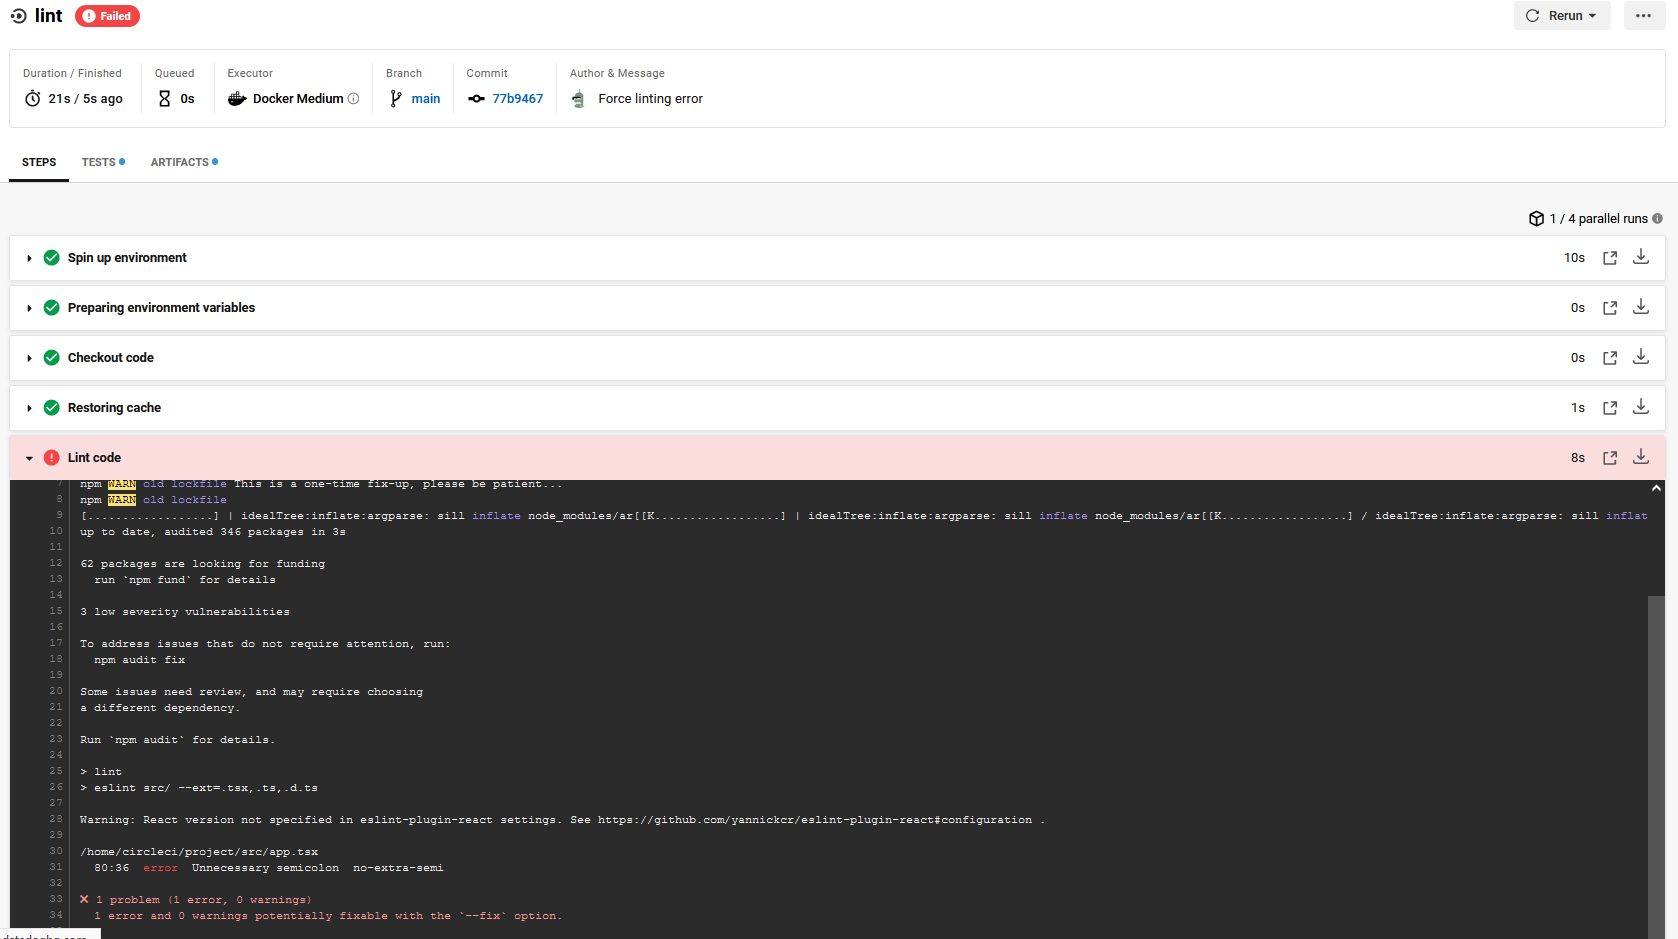 lint Failed Rerun
Duration / Finished Queued Executor Branch Commit Author & Message
21s / 5s ago 0s Docker Medium main 77b9467 Force linting error
STEPS TESTS ARTIFACTS
1 / 4 parallel runs
Spin up environment 10s
Preparing environment variables 0s
Checkout code 0s
Restoring cache 1s
Lint code 8s
7 npm WARN old lockfile This is a one-time fix-up, please be patient...
8 npm WARN old lockfile
9 [..................] | idealTree:inflate:argparse: sill inflate node_modules/ar[[K..................] | idealTree:inflate:argparse: sill inflate node_modules/ar[[K..................] / idealTree:inflate:argparse: sill inflat
10 up to date, audited 346 packages in 3s
11
12 62 packages are looking for funding
13 run `npm fund` for details
14
15 3 low severity vulnerabilities
16
17 To address issues that do not require attention, run:
18 npm audit fix
19
20 Some issues need review, and may require choosing
21 a different dependency.
22
23 Run `npm audit` for details.
24
25 > lint
26 > eslint src/ --ext=.tsx,.ts,.d.ts
27
28 Warning: React version not specified in eslint-plugin-react settings. See https://github.com/yannickcr/eslint-plugin-react#configuration .
29
30 /home/circleci/project/src/app.tsx
31 80:36 error Unnecessary semicolon no-extra-semi
32
33 ✕ 1 problem (1 error, 0 warnings)
34 1 error and 0 warnings potentially fixable with the `--fix` option.